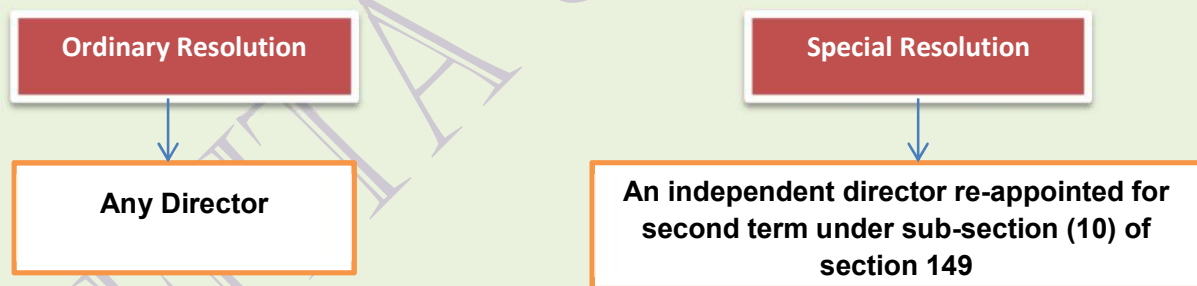 Ordinary Resolution
Special Resolution
Any Director
An independent director re-appointed for
second term under sub-section (10) of
section 149